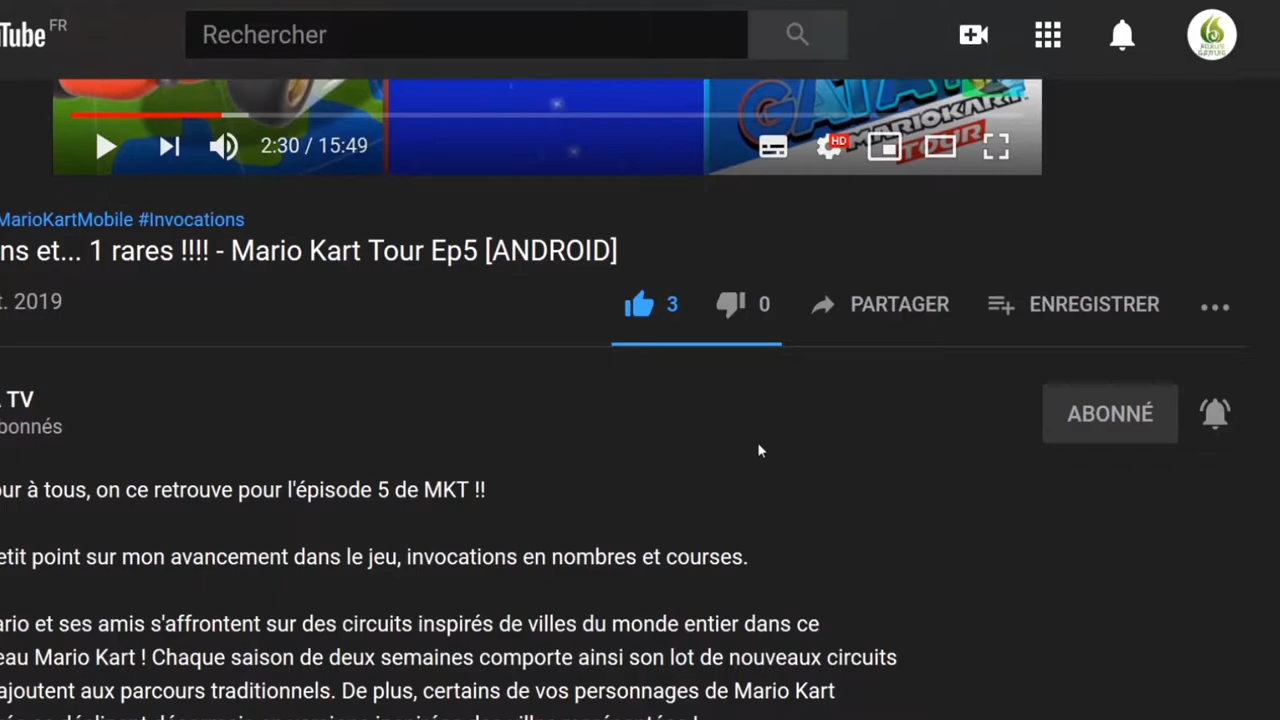 Tube FR
Rechercher
MARIOKART
TOUR
2:30 / 15:49
HD
MarioKartMobile #Invocations
ns et... 1 rares !!!! - Mario Kart Tour Ep5 [ANDROID]
t. 2019
3
0
PARTAGER
ENREGISTRER
TV
bonnés
ABONNÉ
ur à tous, on ce retrouve pour l'épisode 5 de MKT !!
etit point sur mon avancement dans le jeu, invocations en nombres et courses.
ario et ses amis s'affrontent sur des circuits inspirés de villes du monde entier dans ce
eau Mario Kart ! Chaque saison de deux semaines comporte ainsi son lot de nouveaux circuits
ajoutent aux parcours traditionnels. De plus, certains de vos personnages de Mario Kart